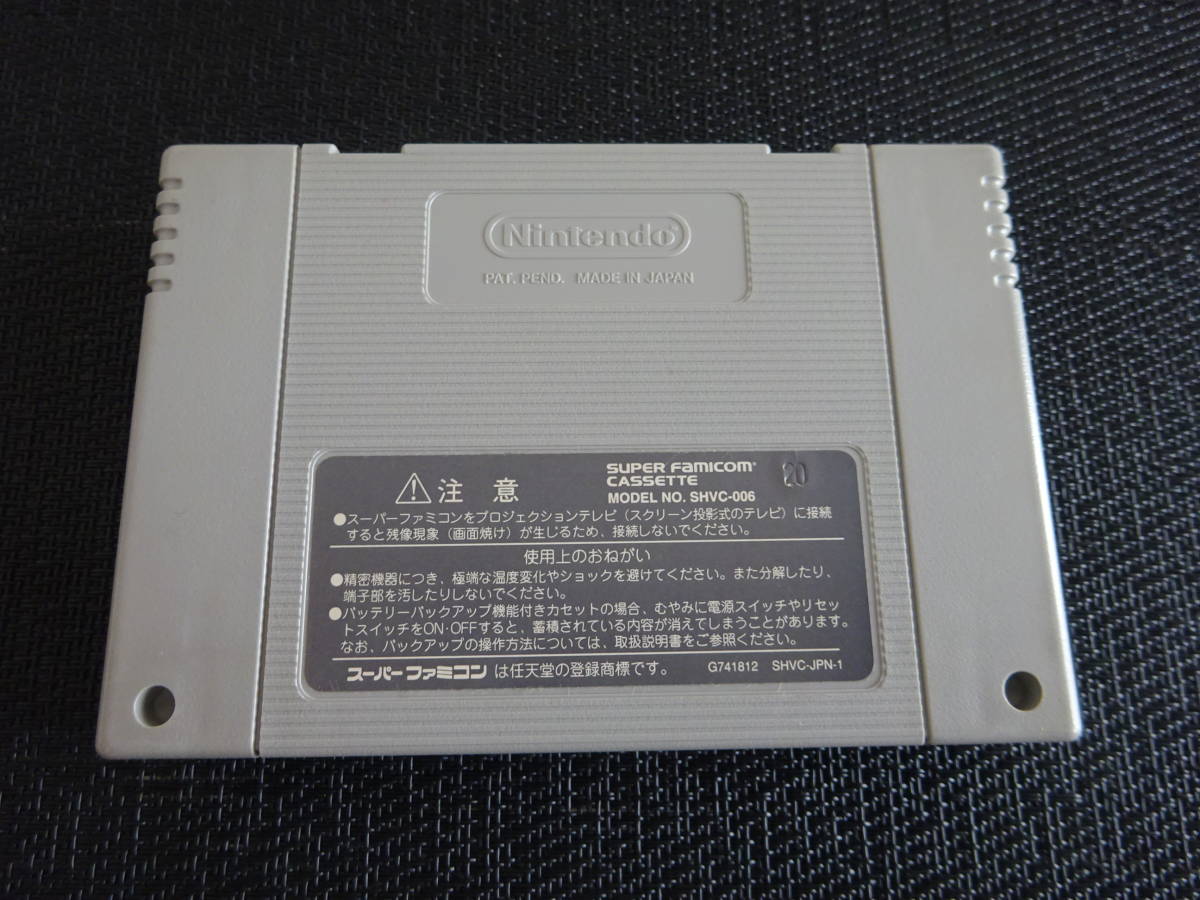 Nintendo
PAT. PEND. MADE IN JAPAN
注意
SUPER FAMICOM
CASSETTE
MODEL NO. SHVC-006
20
●スーパーファミコンをプロジェクションテレビ（スクリーン投影式のテレビ）に接続
すると残像現象（画面焼け）が生じるため、接続しないでください。
使用上のおねがい
●精密機器につき、極端な温度変化やショックを避けてください。また分解したり、
端子部を汚したりしないでください。
●バッテリーバックアップ機能付きカセットの場合、むやみに電源スイッチやリセッ
トスイッチをON·OFFすると、蓄積されている内容が消えてしまうことがあります。
なお、バックアップの操作方法については、取扱説明書をご参照ください。
スーパーファミコンは任天堂の登録商標です。 G741812 SHVC-JPN-1